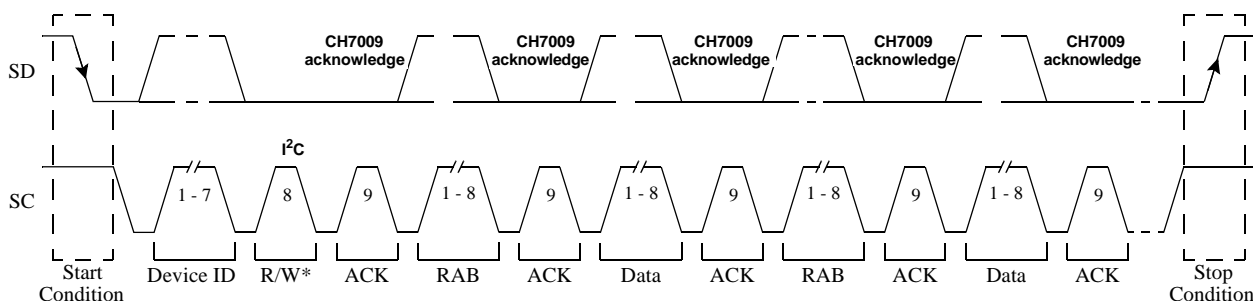 CH7009 acknowledge
CH7009 acknowledge
CH7009 acknowledge
CH7009 acknowledge
CH7009 acknowledge
SD
I²C
SC
1 - 7
8
9
1 - 8
9
1 - 8
9
1 - 8
9
1 - 8
9
Start Condition
Device ID
R/W*
ACK
RAB
ACK
Data
ACK
RAB
ACK
Data
ACK
Stop Condition